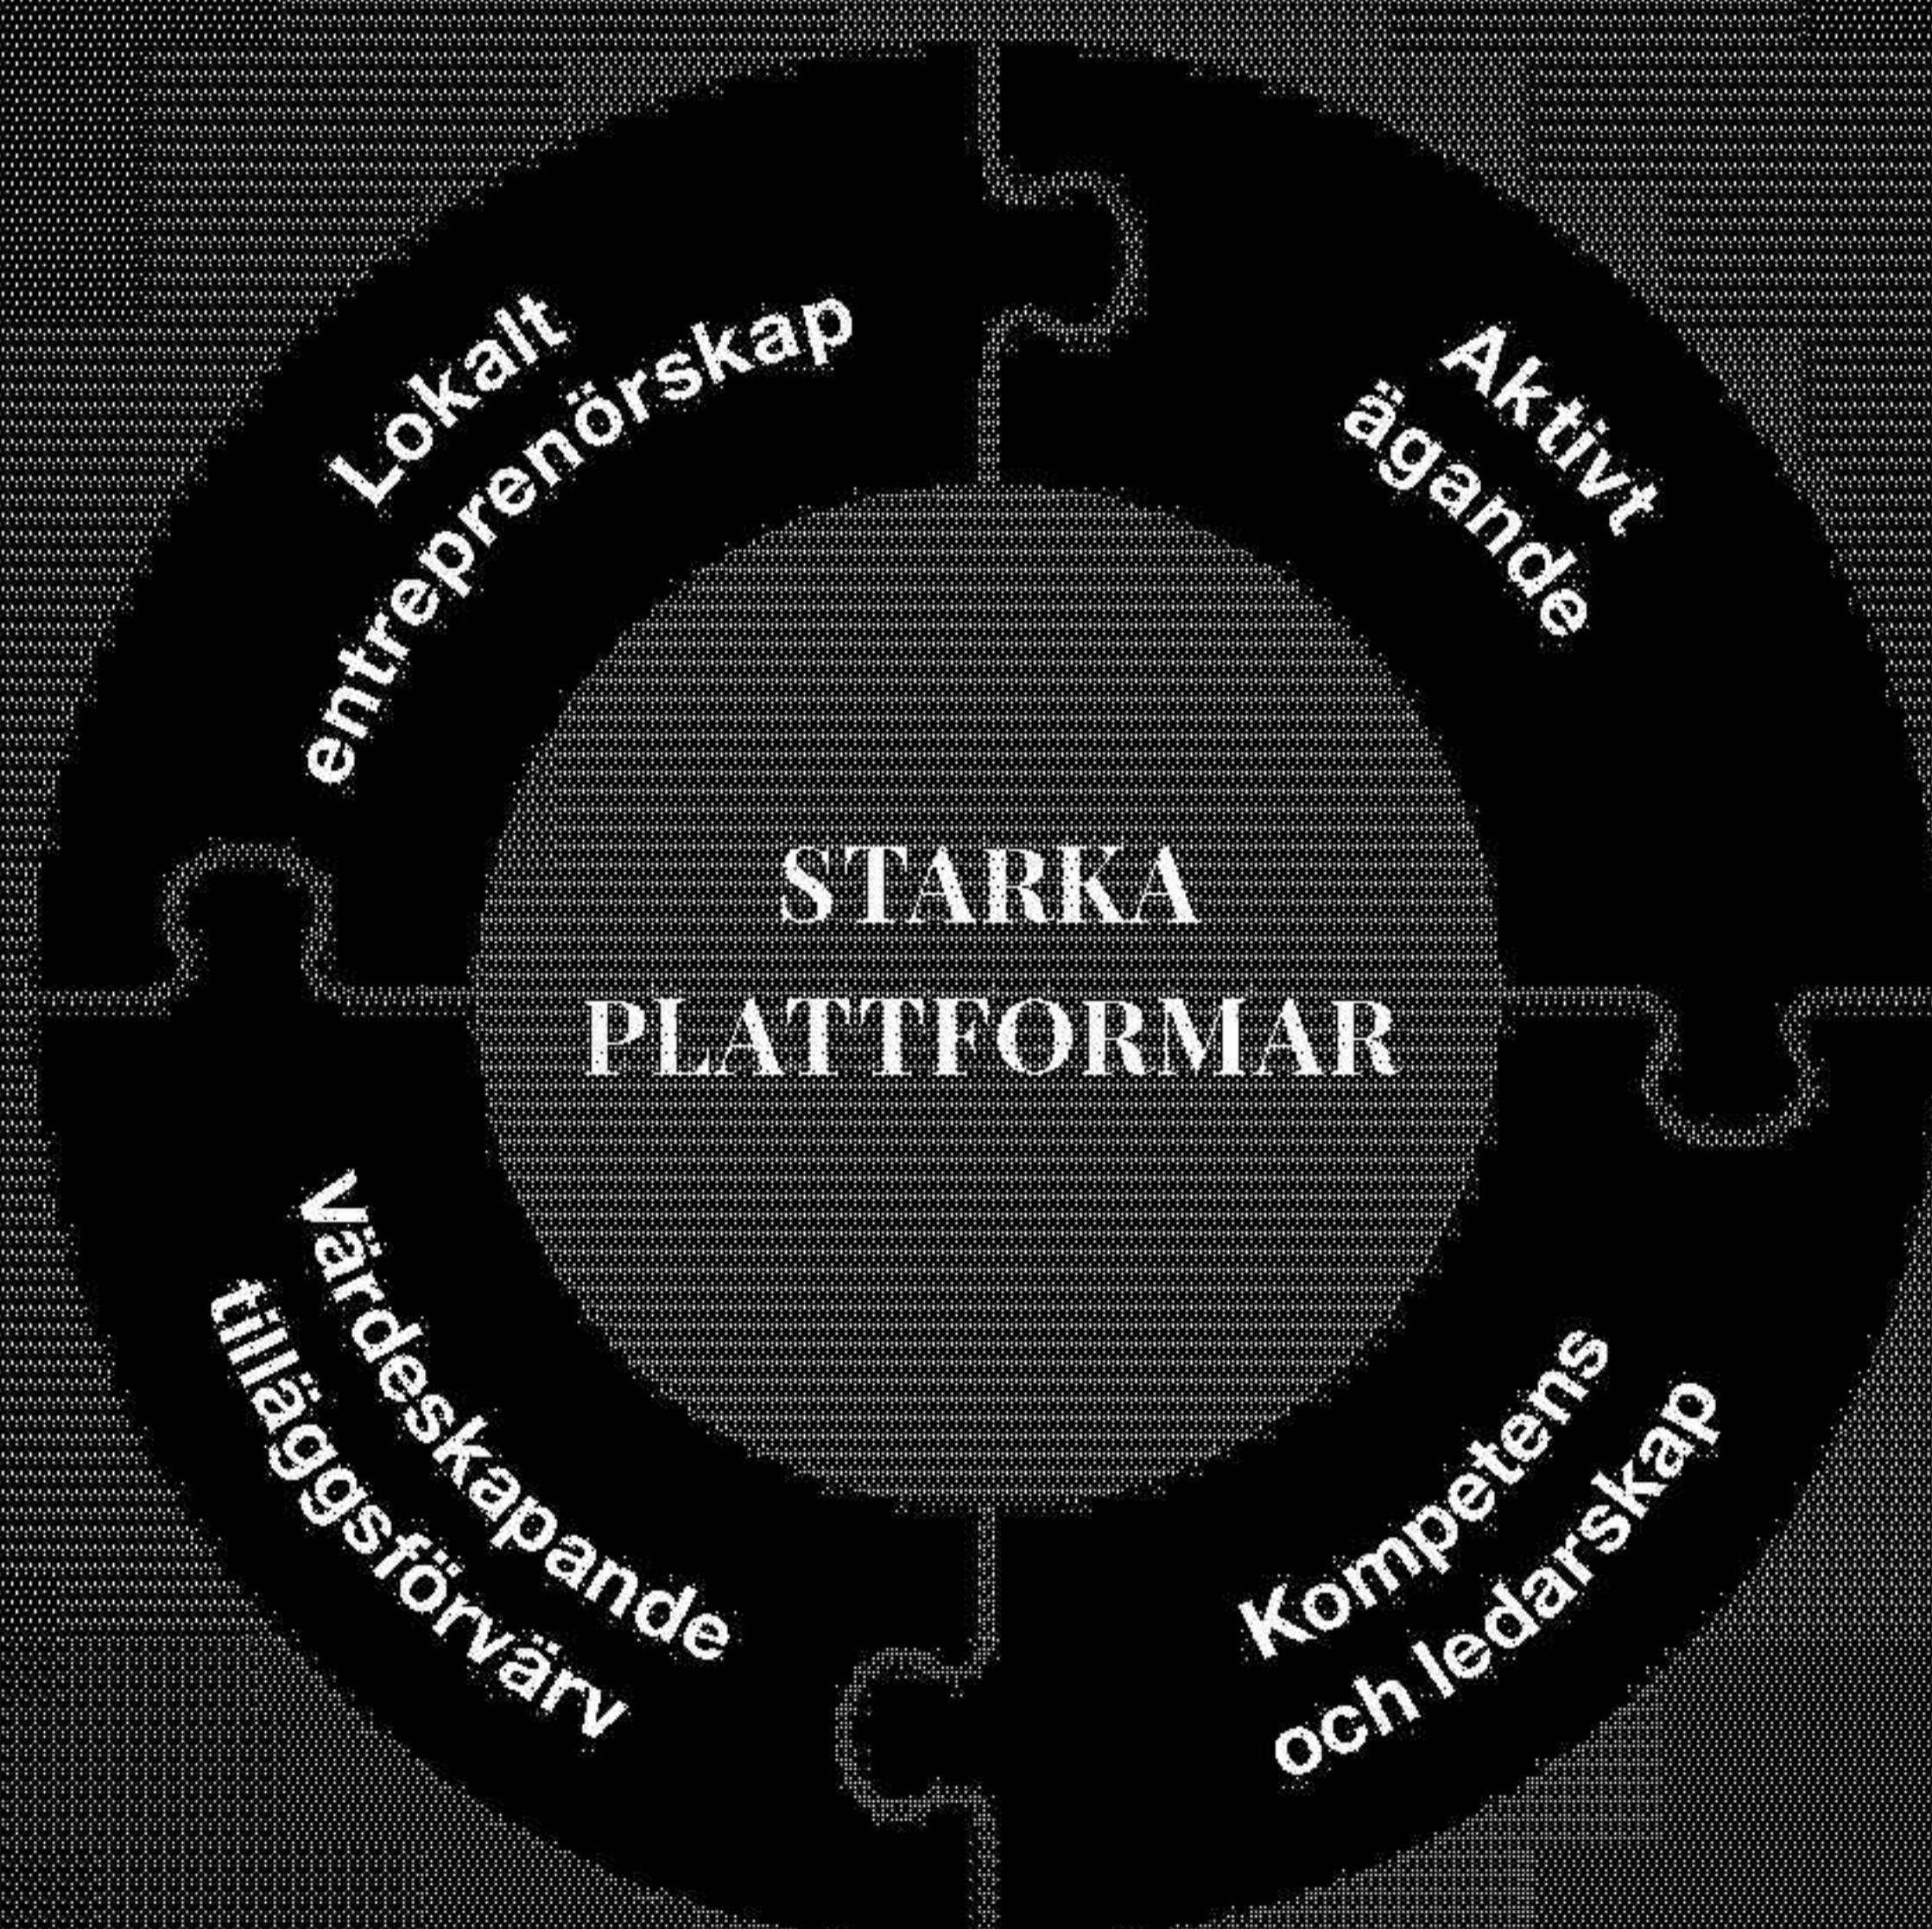 Lokalt
entreprenörskap
Aktivt
ägande
STARKA
PLATTFORMAR
Värdeskapande
tilläggsförvärv
Kompetens
och ledarskap